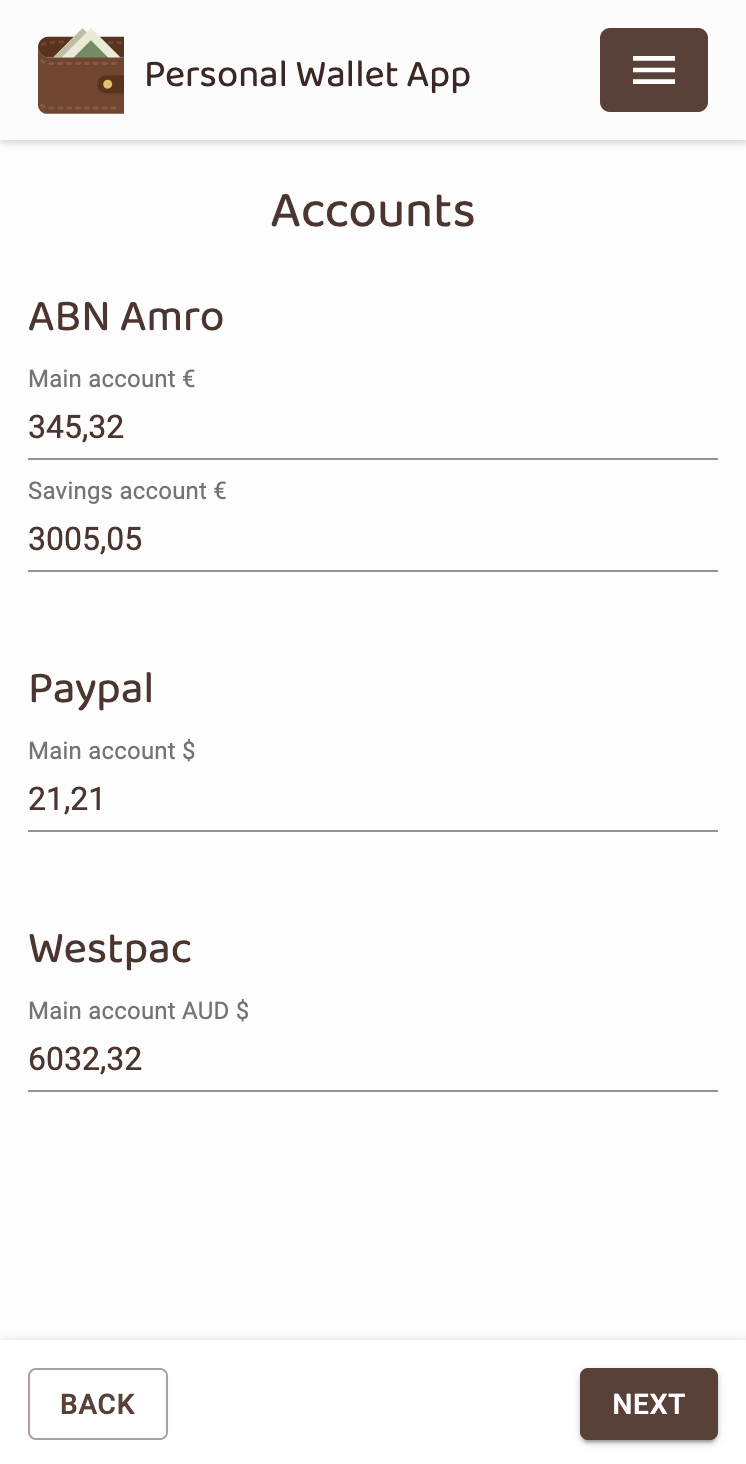 Personal Wallet App
Accounts
ABN Amro
Main account €
345,32
Savings account €
3005,05
Paypal
Main account $
21,21
Westpac
Main account AUD $
6032,32
BACK
NEXT